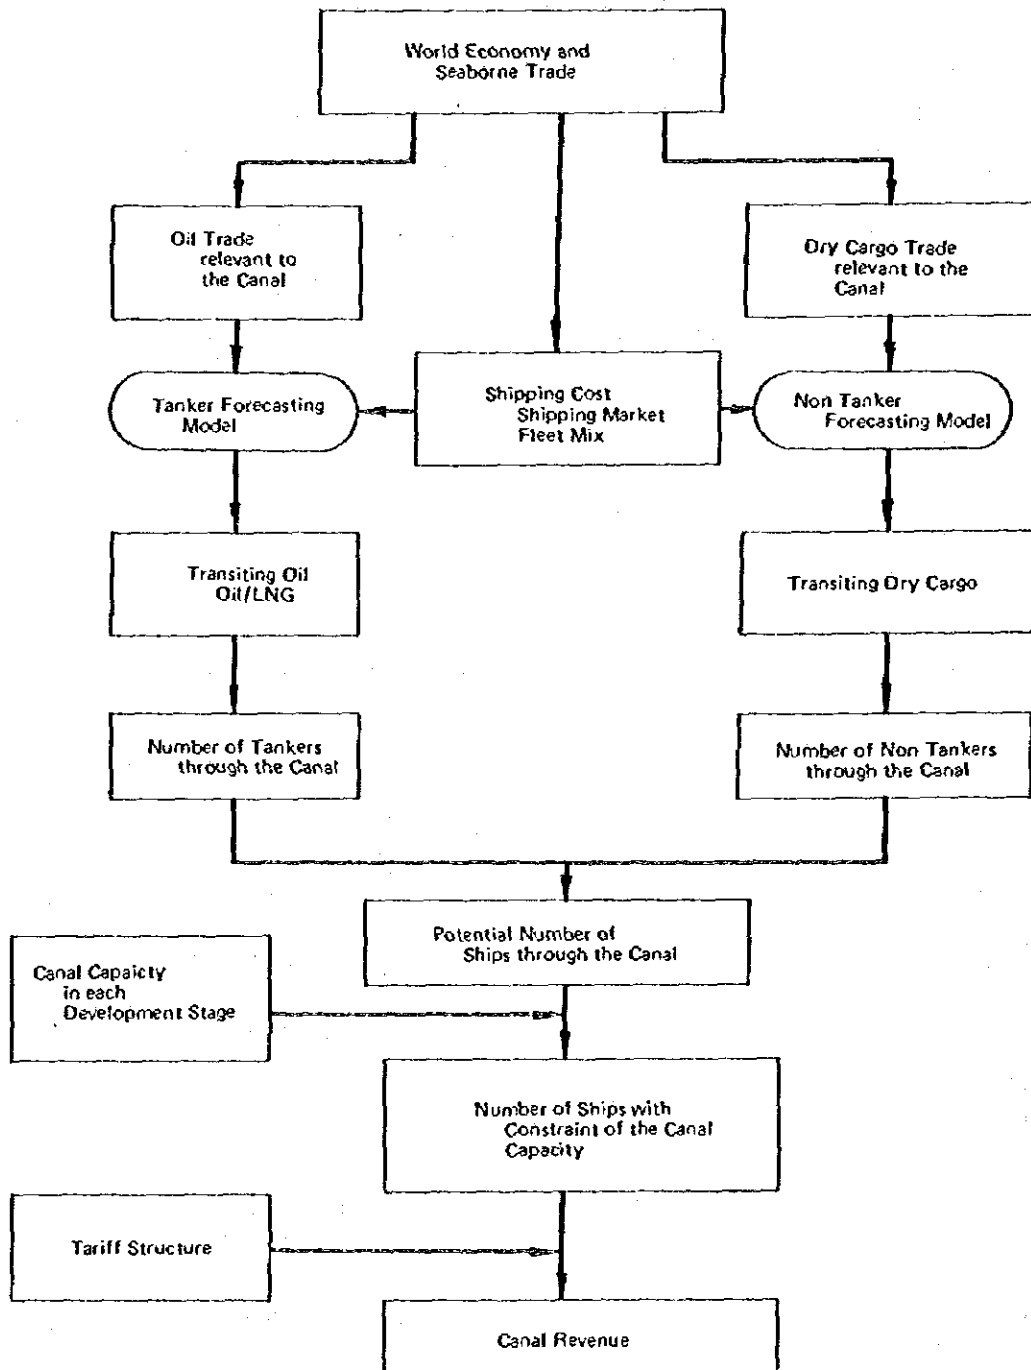 World Economy and
Seaborne Trade
Oil Trade
relevant to
the Canal
Dry Cargo Trade
relevant to the
Canal
Tanker Forecasting
Model
Shipping Cost
Shipping Market
Fleet Mix
Non Tanker
Forecasting Model
Transiting Oil
Oil/LNG
Transiting Dry Cargo
Number of Tankers
through the Canal
Number of Non Tankers
through the Canal
Potential Number of
Ships through the Canal
Canal Capaicty
in each
Development Stage
Number of Ships with
Constraint of the Canal
Capacity
Tariff Structure
Canal Revenue